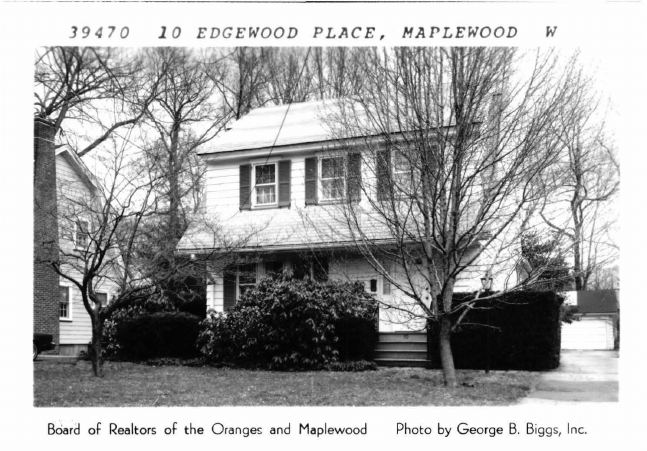 39470 10 EDGEWOOD PLACE, MAPLEWOOD W
Board of Realtors of the Oranges and Maplewood Photo by George B. Biggs, Inc.